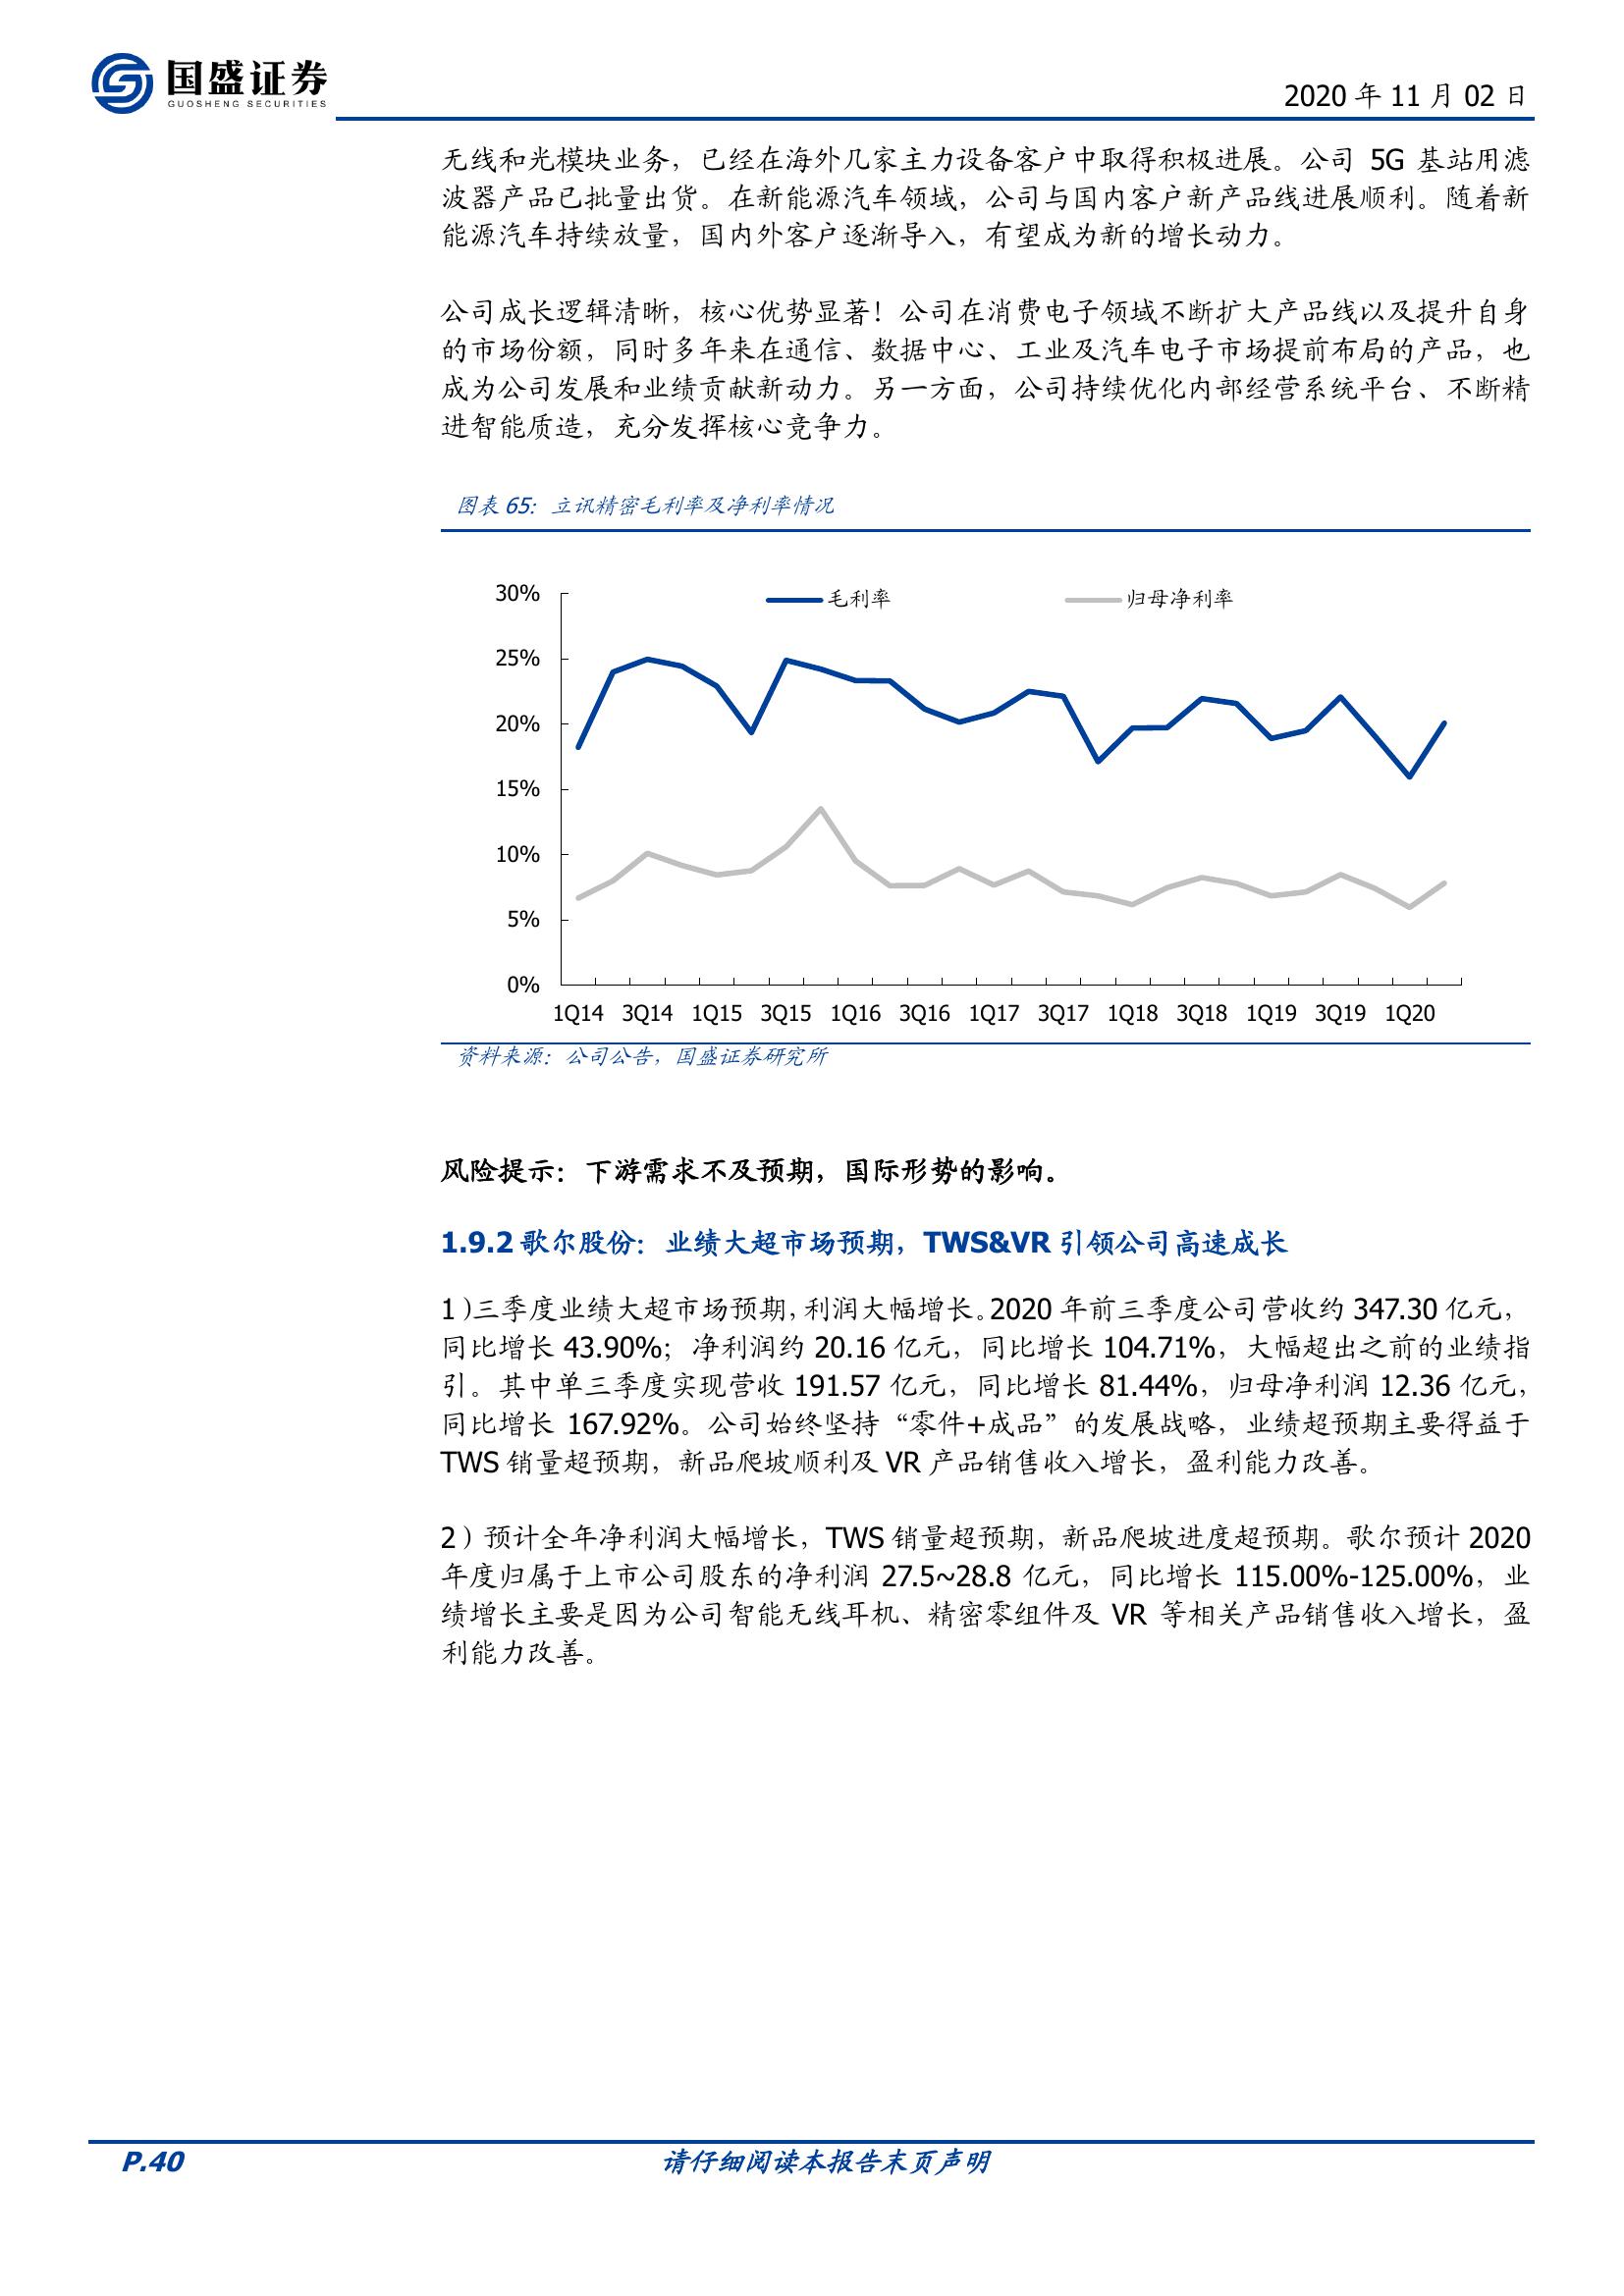 国盛证券
GUOSHENG SECURITIES
2020 年 11 月 02 日
无线和光模块业务，已经在海外几家主力设备客户中取得积极进展。公司 5G 基站用滤
波器产品已批量出货。在新能源汽车领域，公司与国内客户新产品线进展顺利。随着新
能源汽车持续放量，国内外客户逐渐导入，有望成为新的增长动力。
公司成长逻辑清晰，核心优势显著！公司在消费电子领域不断扩大产品线以及提升自身
的市场份额，同时多年来在通信、数据中心、工业及汽车电子市场提前布局的产品，也
成为公司发展和业绩贡献新动力。另一方面，公司持续优化内部经营系统平台、不断精
进智能质造，充分发挥核心竞争力。
图表 65：立讯精密毛利率及净利率情况
毛利率 归母净利率
30%
25%
20%
15%
10%
5%
0%
1Q14 3Q14 1Q15 3Q15 1Q16 3Q16 1Q17 3Q17 1Q18 3Q18 1Q19 3Q19 1Q20
资料来源：公司公告，国盛证券研究所
风险提示：下游需求不及预期，国际形势的影响。
1.9.2 歌尔股份：业绩大超市场预期，TWS&VR 引领公司高速成长
1）三季度业绩大超市场预期，利润大幅增长。2020 年前三季度公司营收约 347.30 亿元，
同比增长 43.90%；净利润约 20.16 亿元，同比增长 104.71%，大幅超出之前的业绩指
引。其中单三季度实现营收 191.57 亿元，同比增长 81.44%，归母净利润 12.36 亿元，
同比增长 167.92%。公司始终坚持“零件+成品”的发展战略，业绩超预期主要得益于
TWS 销量超预期，新品爬坡顺利及 VR 产品销售收入增长，盈利能力改善。
2）预计全年净利润大幅增长，TWS 销量超预期，新品爬坡进度超预期。歌尔预计 2020
年度归属于上市公司股东的净利润 27.5~28.8 亿元，同比增长 115.00%-125.00%，业
绩增长主要是因为公司智能无线耳机、精密零组件及 VR 等相关产品销售收入增长，盈
利能力改善。
P.40
请仔细阅读本报告末页声明